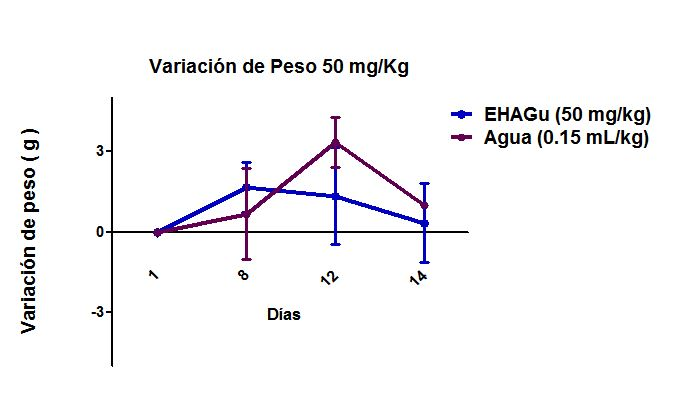 Variación de Peso 50 mg/Kg
EHAGu (50 mg/kg)
Agua (0.15 mL/kg)
Variación de peso ( g )
3
0
-3
1
8
12
14
Días